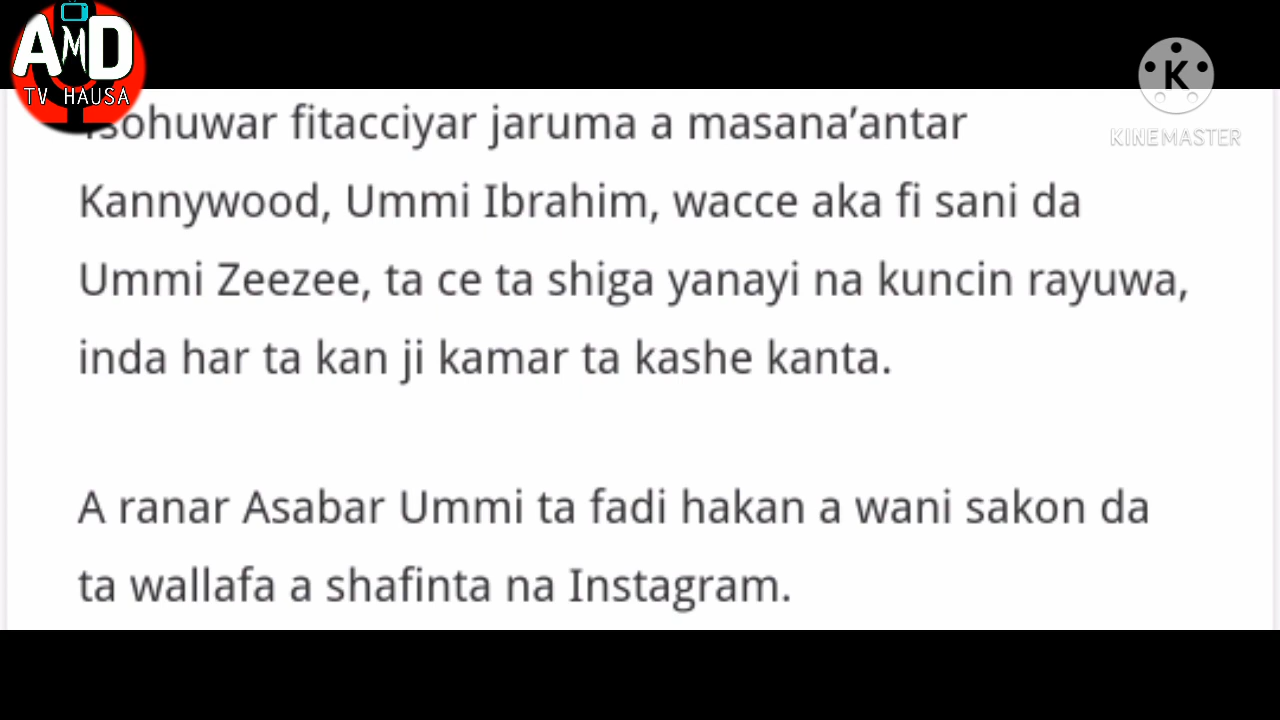 AMD
TV HAUSA
K
KINEMASTER
Tsohuwar fitacciyar jaruma a masana’antar
Kannywood, Ummi Ibrahim, wacce aka fi sani da
Ummi Zeezee, ta ce ta shiga yanayi na kuncin rayuwa,
inda har ta kan ji kamar ta kashe kanta.
A ranar Asabar Ummi ta fadi hakan a wani sakon da
ta wallafa a shafinta na Instagram.